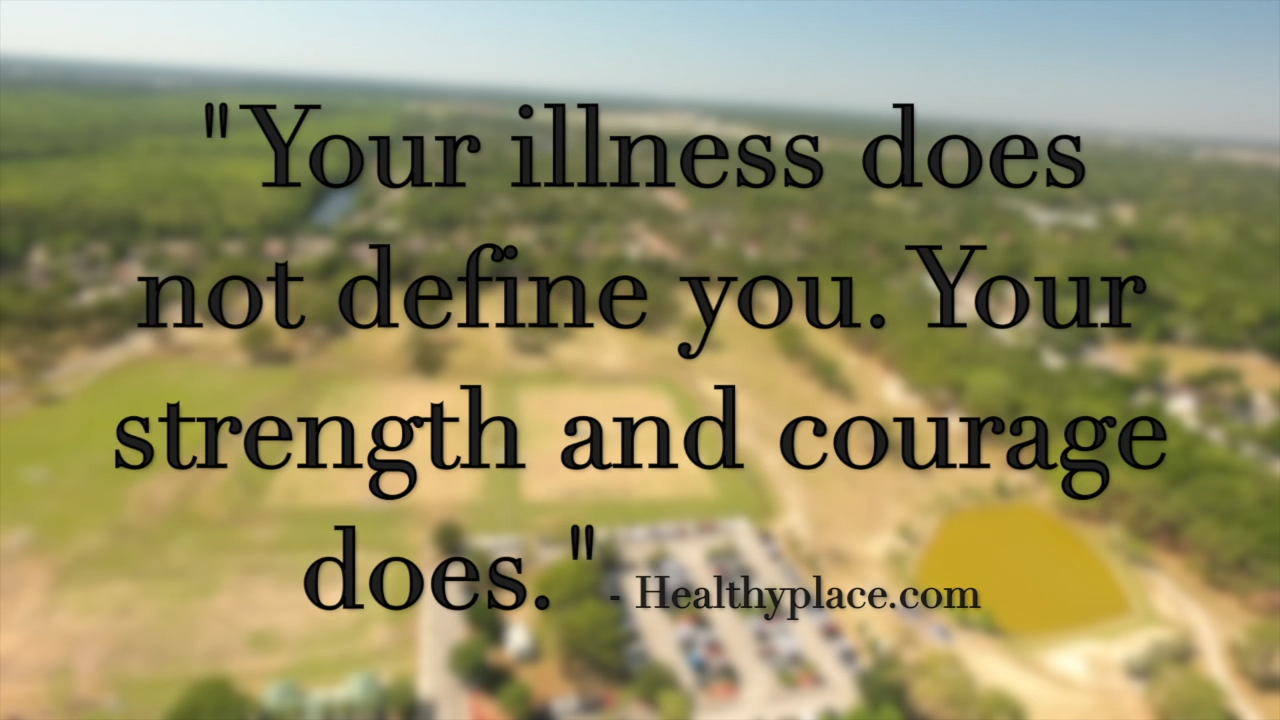 "Your illness does
not define you. Your
strength and courage
does." - Healthyplace.com